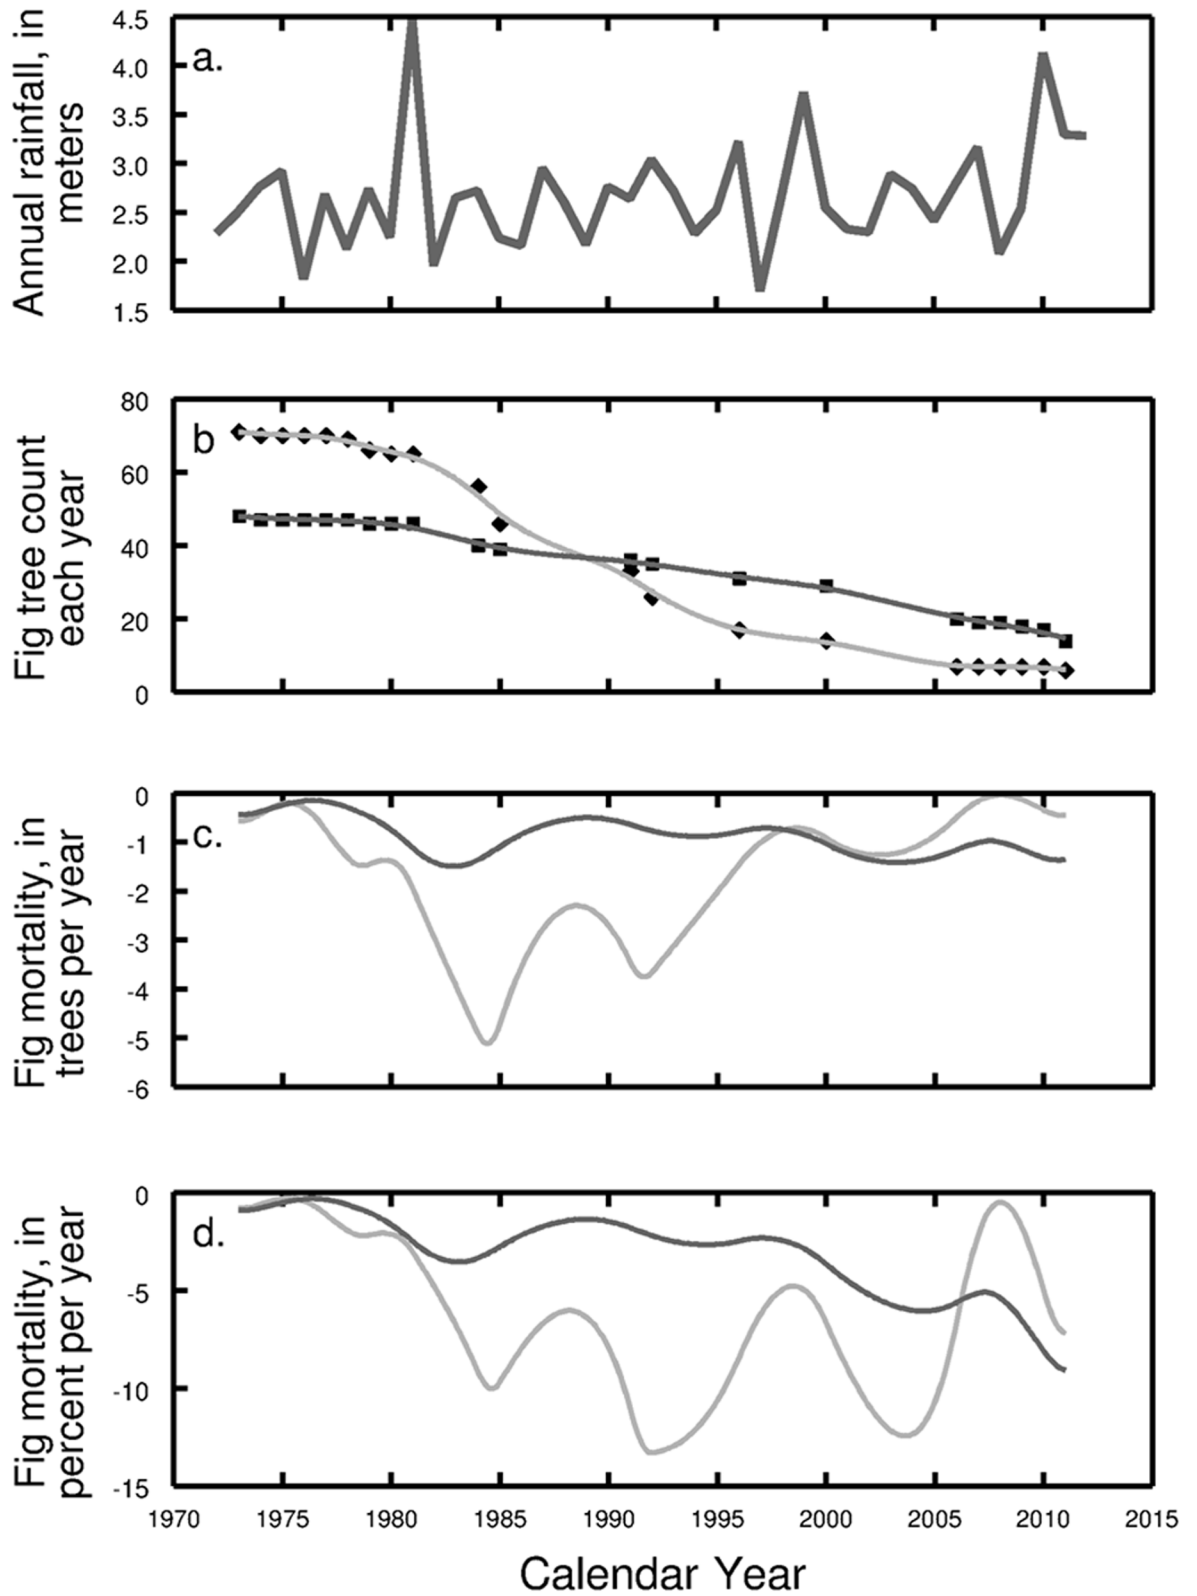 Annual rainfall, in
meters
4.5
4.0
3.5
3.0
2.5
2.0
1.5
a.
Fig tree count
each year
80
60
40
20
0
b
Fig mortality, in
trees per year
0
-1
-2
-3
-4
-5
-6
c.
Fig mortality, in
percent per year
0
-5
-10
-15
d.
1970 1975 1980 1985 1990 1995 2000 2005 2010 2015
Calendar Year